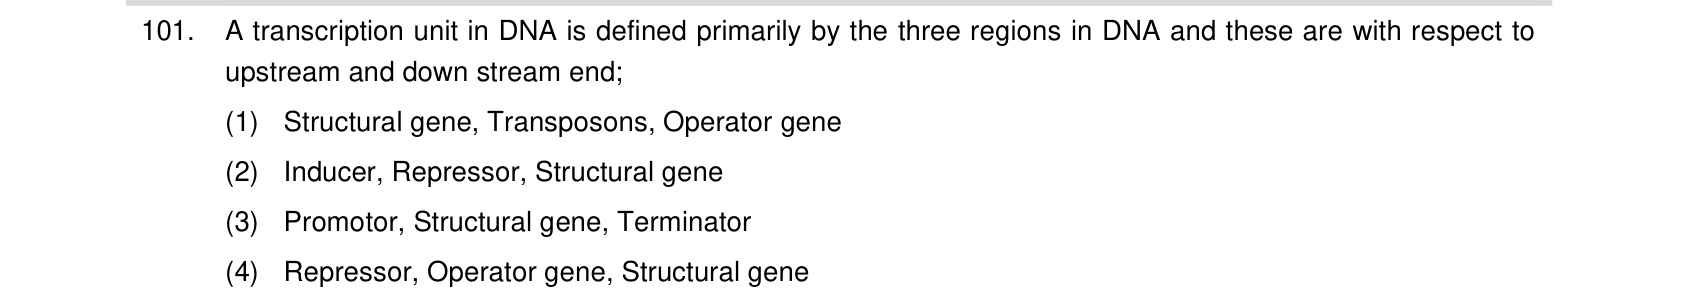 101. A transcription unit in DNA is defined primarily by the three regions in DNA and these are with respect to
upstream and down stream end;
(1) Structural gene, Transposons, Operator gene
(2) Inducer, Repressor, Structural gene
(3) Promotor, Structural gene, Terminator
(4) Repressor, Operator gene, Structural gene